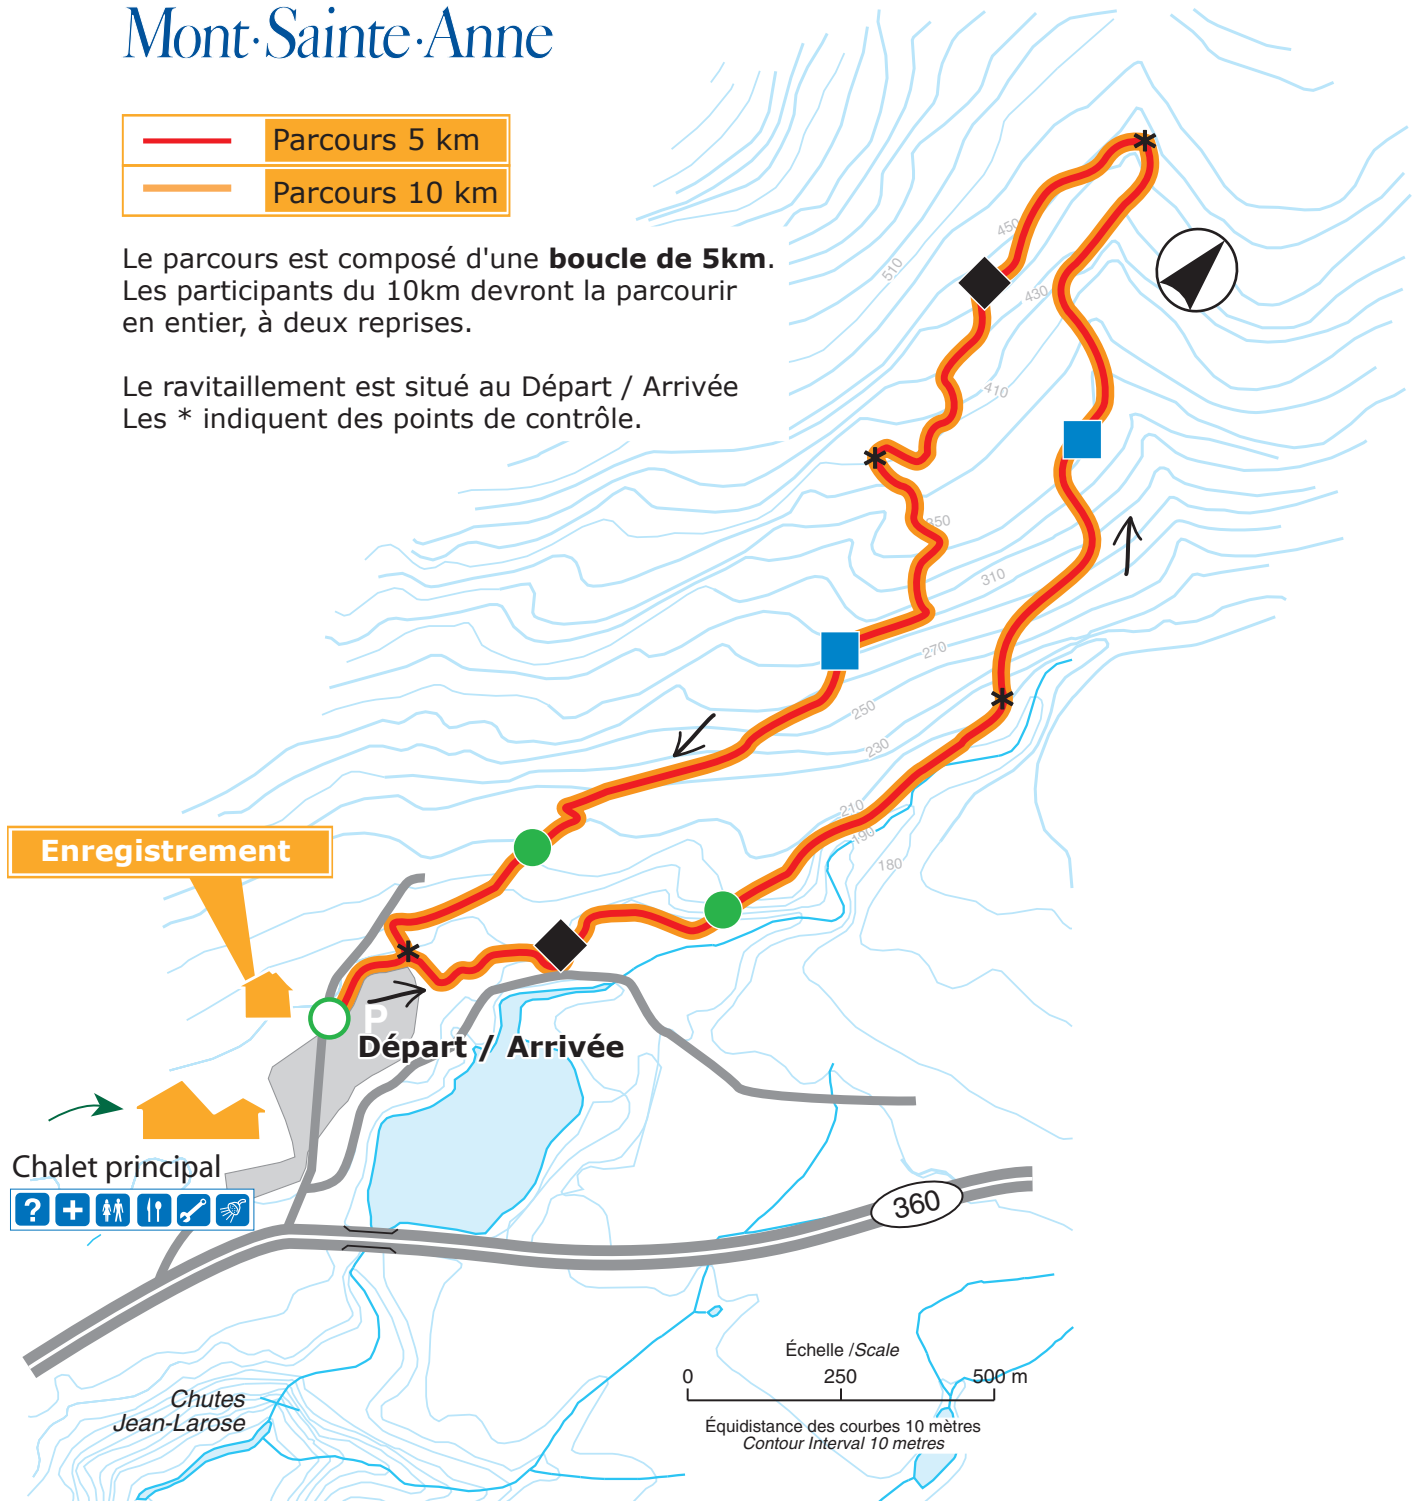 Mont·Sainte·Anne
Parcours 5 km
Parcours 10 km
Le parcours est composé d'une boucle de 5km.
Les participants du 10km devront la parcourir
en entier, à deux reprises.
Le ravitaillement est situé au Départ / Arrivée
Les * indiquent des points de contrôle.
*
450
510
430
410
*
350
310
270
*
250
230
210
190
180
Enregistrement
*
P
Départ / Arrivée
Chalet principal
?
360
Échelle /Scale
0 250 500 m
Équidistance des courbes 10 mètres
Contour Interval 10 metres
Chutes
Jean-Larose